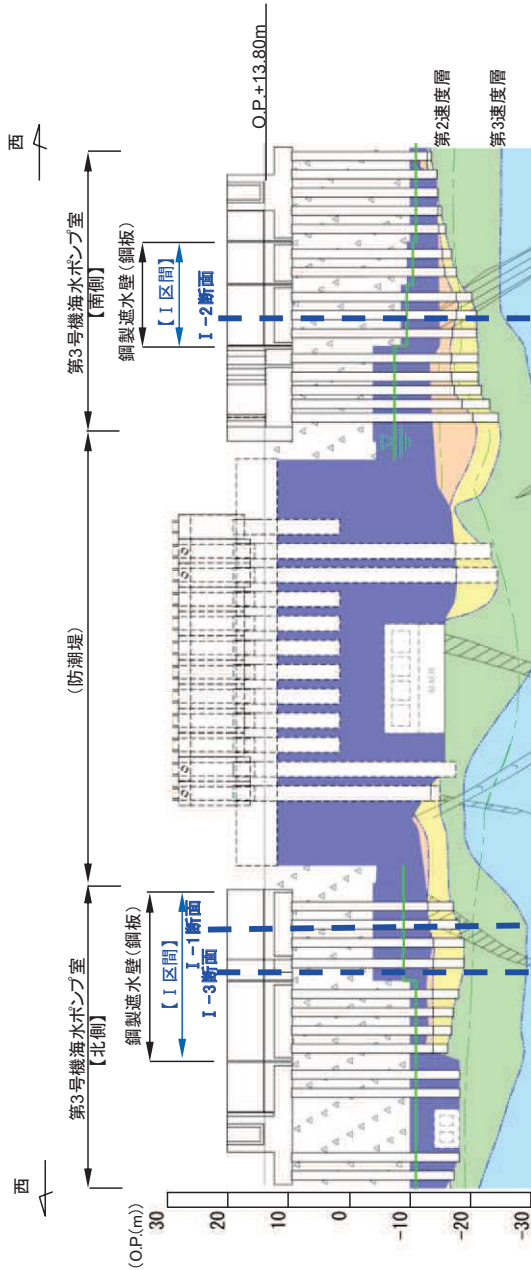 西
西
第3号機海水ポンプ室
【北側】
(防潮堤)
第3号機海水ポンプ室
【南側】
鋼製遮水壁(鋼板)
【Ⅰ区間】
Ⅰ-1断面
Ⅰ-3断面
鋼製遮水壁(鋼板)
【Ⅰ区間】
Ⅰ-2断面
O.P.+13.80m
(O.P.(m))
30
20
10
0
-10
-20
-30
MMR
第2速度層
第3速度層